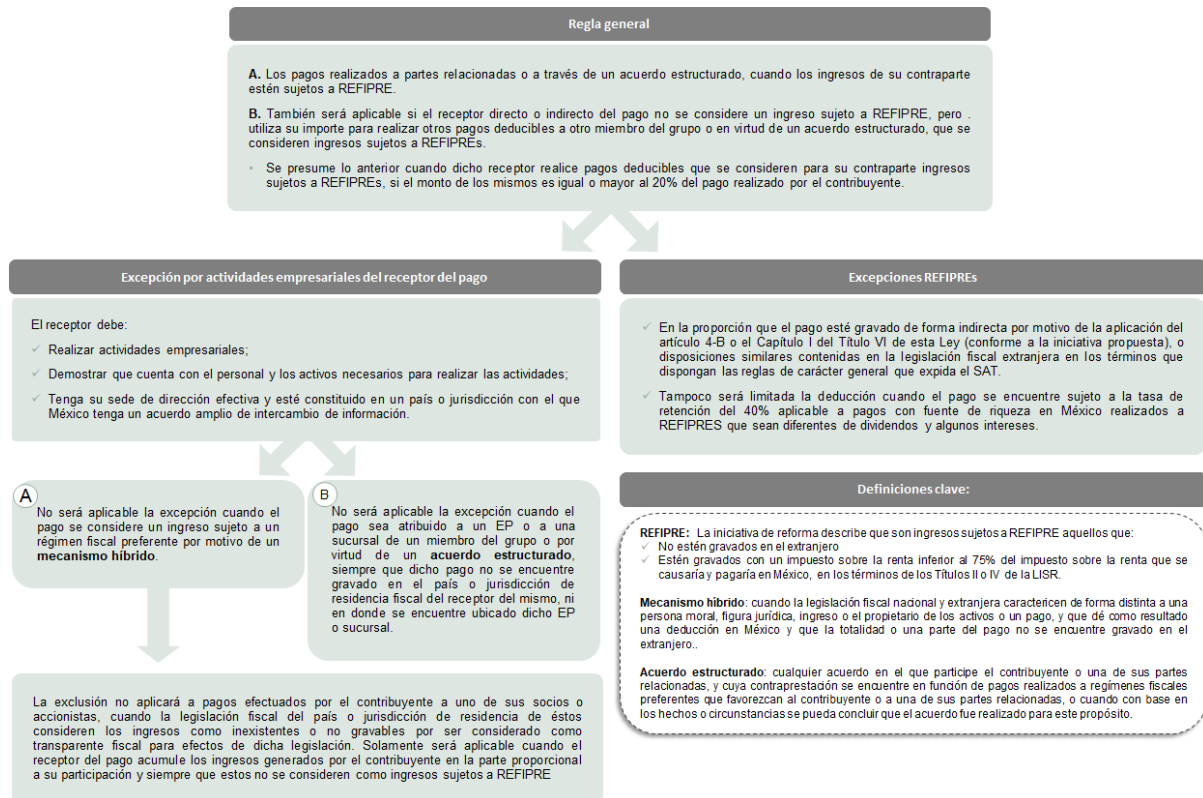 Regla general
A. Los pagos realizados a partes relacionadas o a través de un acuerdo estructurado, cuando los ingresos de su contraparte
estén sujetos a REFIPRE.
B. También será aplicable si el receptor directo o indirecto del pago no se considere un ingreso sujeto a REFIPRE, pero .
utiliza su importe para realizar otros pagos deducibles a otro miembro del grupo o en virtud de un acuerdo estructurado, que se
consideren ingresos sujetos a REFIPREs.
- Se presume lo anterior cuando dicho receptor realice pagos deducibles que se consideren para su contraparte ingresos
sujetos a REFIPREs, si el monto de los mismos es igual o mayor al 20% del pago realizado por el contribuyente.
Excepción por actividades empresariales del receptor del pago
El receptor debe:
✓ Realizar actividades empresariales;
✓ Demostrar que cuenta con el personal y los activos necesarios para realizar las actividades;
✓ Tenga su sede de dirección efectiva y esté constituido en un país o jurisdicción con el que
México tenga un acuerdo amplio de intercambio de información.
A
No será aplicable la excepción cuando el
pago se considere un ingreso sujeto a un
régimen fiscal preferente por motivo de un
mecanismo híbrido.
B
No será aplicable la excepción cuando el
pago sea atribuido a un EP o a una
sucursal de un miembro del grupo o por
virtud de un acuerdo estructurado,
siempre que dicho pago no se encuentre
gravado en el país o jurisdicción de
residencia fiscal del receptor del mismo, ni
en donde se encuentre ubicado dicho EP
o sucursal.
La exclusión no aplicará a pagos efectuados por el contribuyente a uno de sus socios o
accionistas, cuando la legislación fiscal del país o jurisdicción de residencia de éstos
consideren los ingresos como inexistentes o no gravables por ser considerado como
transparente fiscal para efectos de dicha legislación. Solamente será aplicable cuando el
receptor del pago acumule los ingresos generados por el contribuyente en la parte proporcional
a su participación y siempre que estos no se consideren como ingresos sujetos a REFIPRE
Excepciones REFIPREs
✓ En la proporción que el pago esté gravado de forma indirecta por motivo de la aplicación del
artículo 4-B o el Capítulo I del Título VI de esta Ley (conforme a la iniciativa propuesta), o
disposiciones similares contenidas en la legislación fiscal extranjera en los términos que
dispongan las reglas de carácter general que expida el SAT.
✓ Tampoco será limitada la deducción cuando el pago se encuentre sujeto a la tasa de
retención del 40% aplicable a pagos con fuente de riqueza en México realizados a
REFIPRES que sean diferentes de dividendos y algunos intereses.
Definiciones clave:
REFIPRE: La iniciativa de reforma describe que son ingresos sujetos a REFIPRE aquellos que:
✓ No estén gravados en el extranjero
✓ Estén gravados con un impuesto sobre la renta inferior al 75% del impuesto sobre la renta que se
causaría y pagaría en México, en los términos de los Títulos II o IV de la LISR.
Mecanismo híbrido: cuando la legislación fiscal nacional y extranjera caractericen de forma distinta a una
persona moral, figura jurídica, ingreso o el propietario de los activos o un pago, y que dé como resultado
una deducción en México y que la totalidad o una parte del pago no se encuentre gravado en el
extranjero..
Acuerdo estructurado: cualquier acuerdo en el que participe el contribuyente o una de sus partes
relacionadas, y cuya contraprestación se encuentre en función de pagos realizados a regímenes fiscales
preferentes que favorezcan al contribuyente o a una de sus partes relacionadas, o cuando con base en
los hechos o circunstancias se pueda concluir que el acuerdo fue realizado para este propósito.